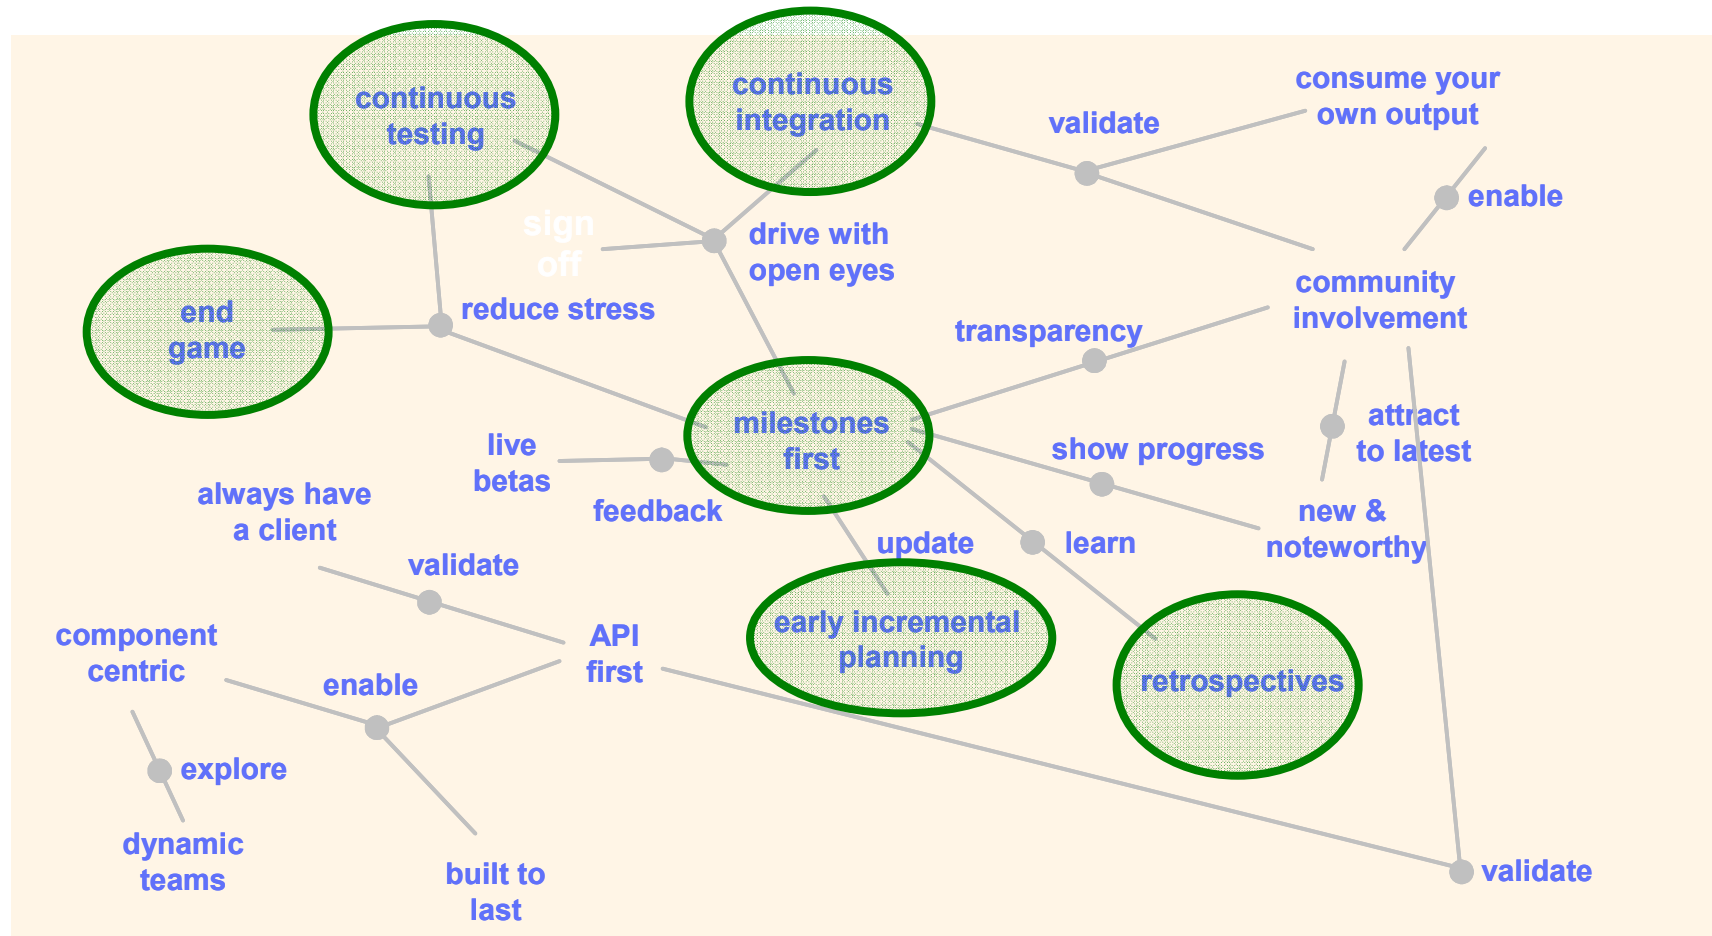 continuous
testing
continuous
integration
consume your
own output
validate
enable
sign
off
drive with
open eyes
end
game
reduce stress
community
involvement
transparency
milestones
first
live
betas
feedback
show progress
attract
to latest
always have
a client
new &
noteworthy
update
learn
validate
early incremental
planning
component
centric
API
first
retrospectives
enable
explore
dynamic
teams
built to
last
validate